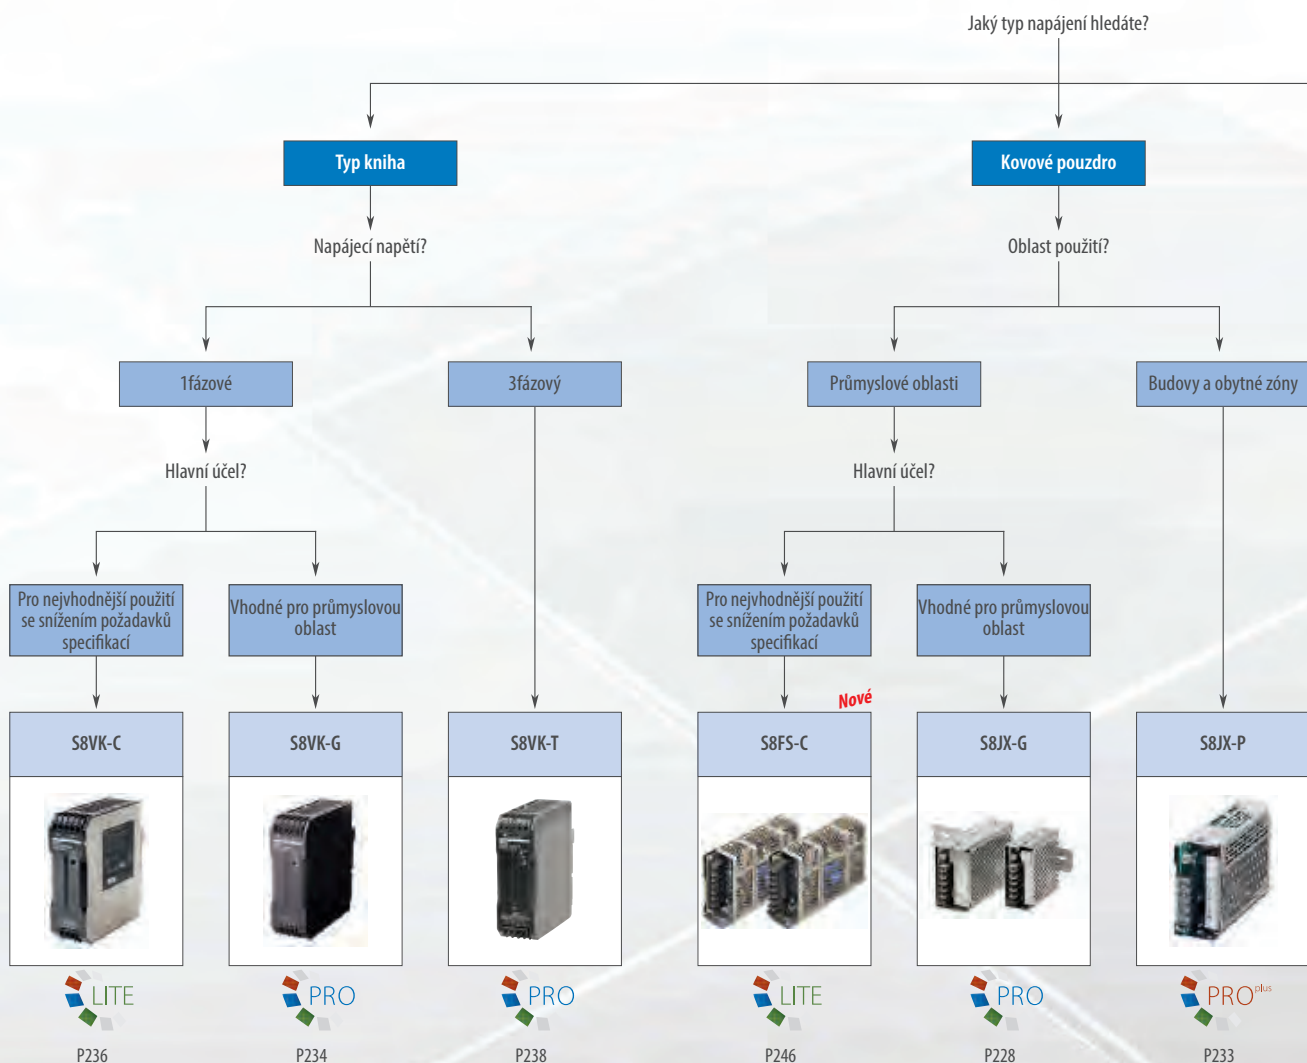 Jaký typ napájení hledáte?
Typ kniha
Kovové pouzdro
Napájecí napětí?
Oblast použití?
1fázové
3fázový
Průmyslové oblasti
Budovy a obytné zóny
Hlavní účel?
Hlavní účel?
Pro nejvhodnější použití
se snížením požadavků
specifikací
Vhodné pro průmyslovou
oblast
Pro nejvhodnější použití
se snížením požadavků
specifikací
Vhodné pro průmyslovou
oblast
Nové
S8VK-C
S8VK-G
S8VK-T
S8FS-C
S8JX-G
S8JX-P
LITE
PRO
PRO
LITE
PRO
PROplus
P236
P234
P238
P246
P228
P233